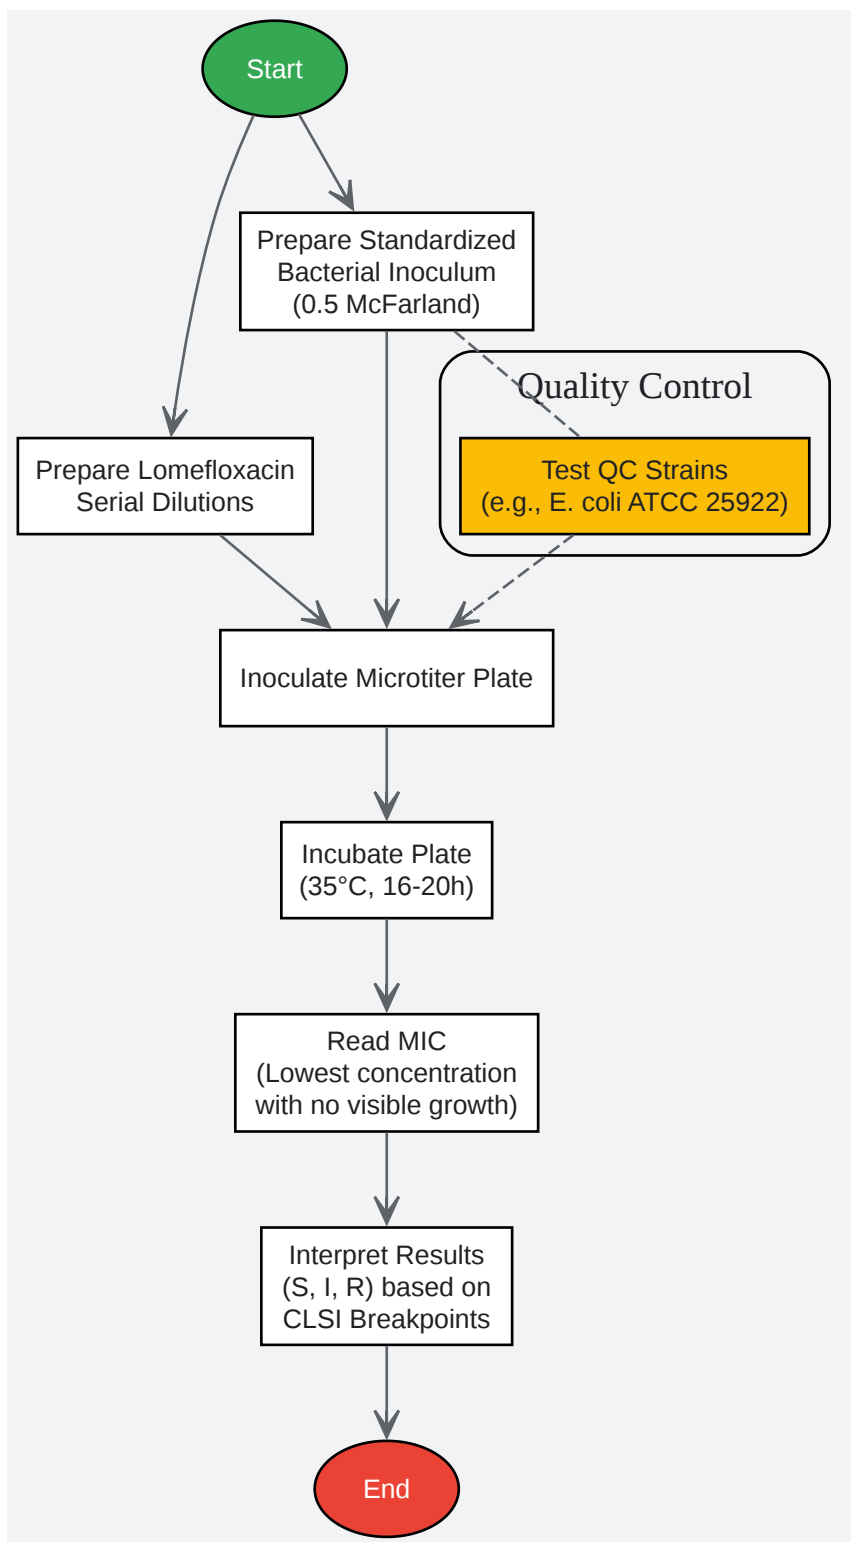 Start
Prepare Standardized
Bacterial Inoculum
(0.5 McFarland)
Quality Control
Prepare Lomefloxacin
Serial Dilutions
Test QC Strains
(e.g., E. coli ATCC 25922)
Inoculate Microtiter Plate
Incubate Plate
(35°C, 16-20h)
Read MIC
(Lowest concentration
with no visible growth)
Interpret Results
(S, I, R) based on
CLSI Breakpoints
End